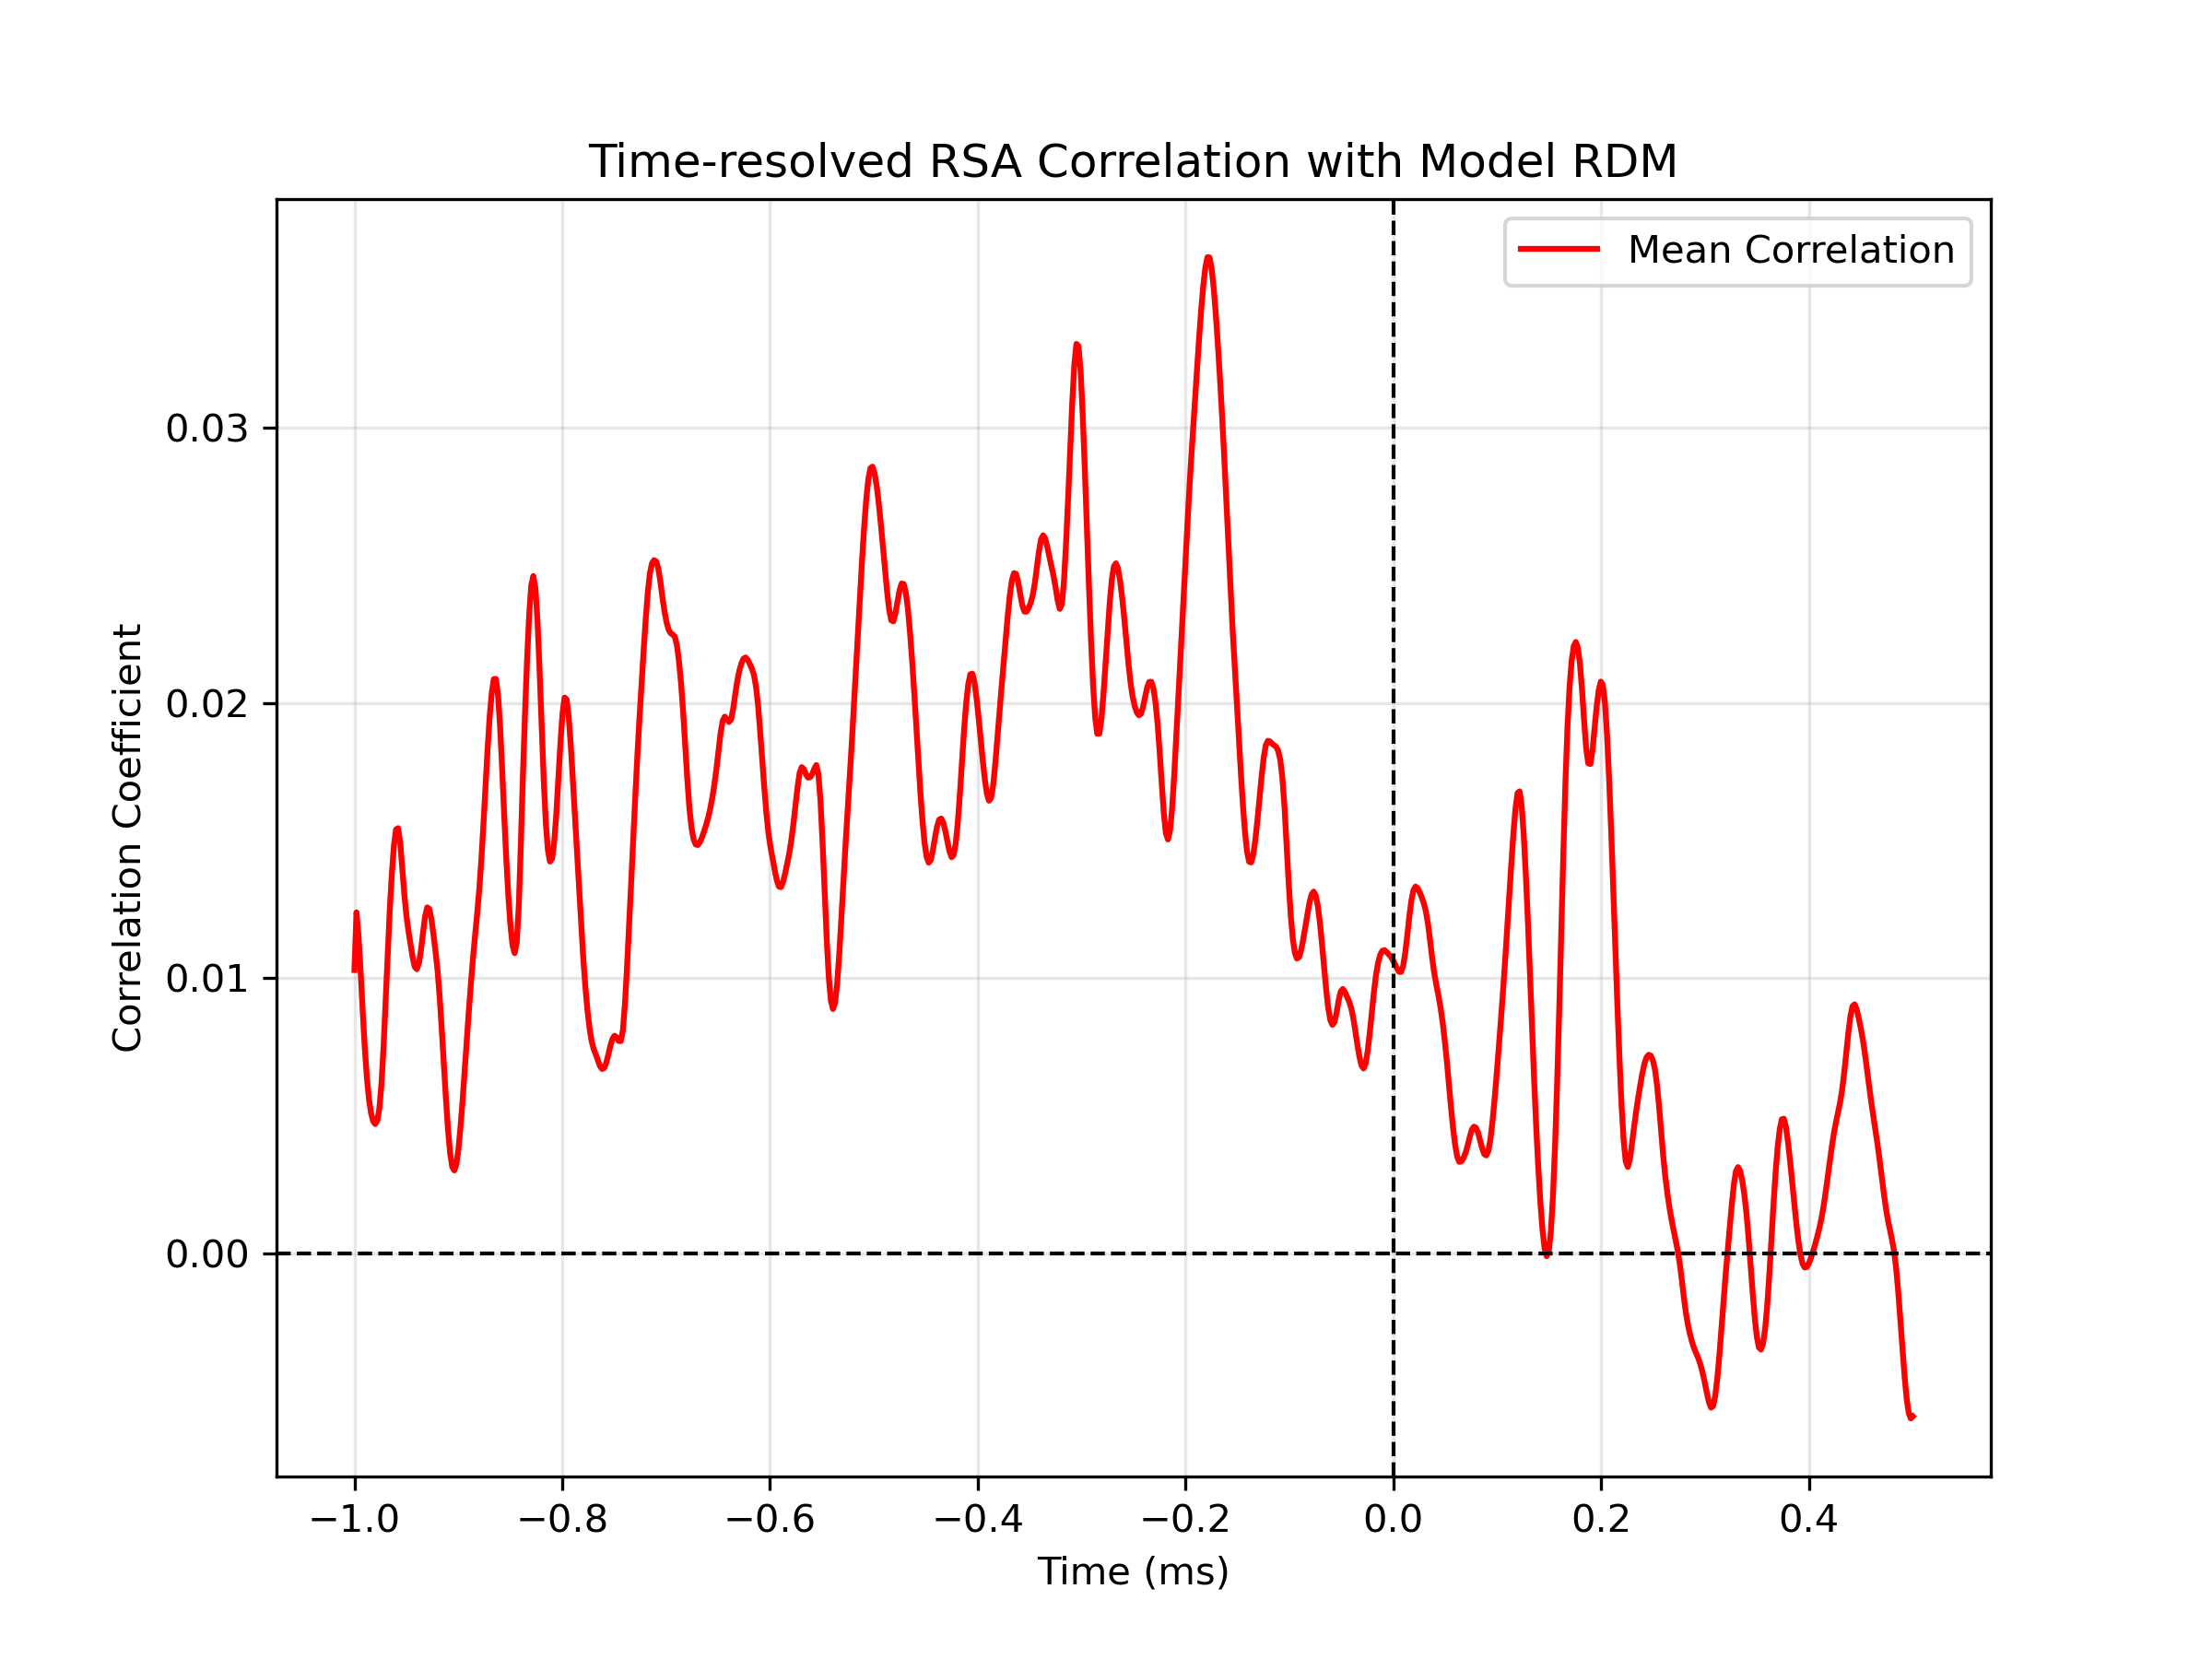 Time-resolved RSA Correlation with Model RDM
Mean Correlation
Correlation Coefficient
0.03
0.02
0.01
0.00
−1.0 −0.8 −0.6 −0.4 −0.2 0.0 0.2 0.4
Time (ms)